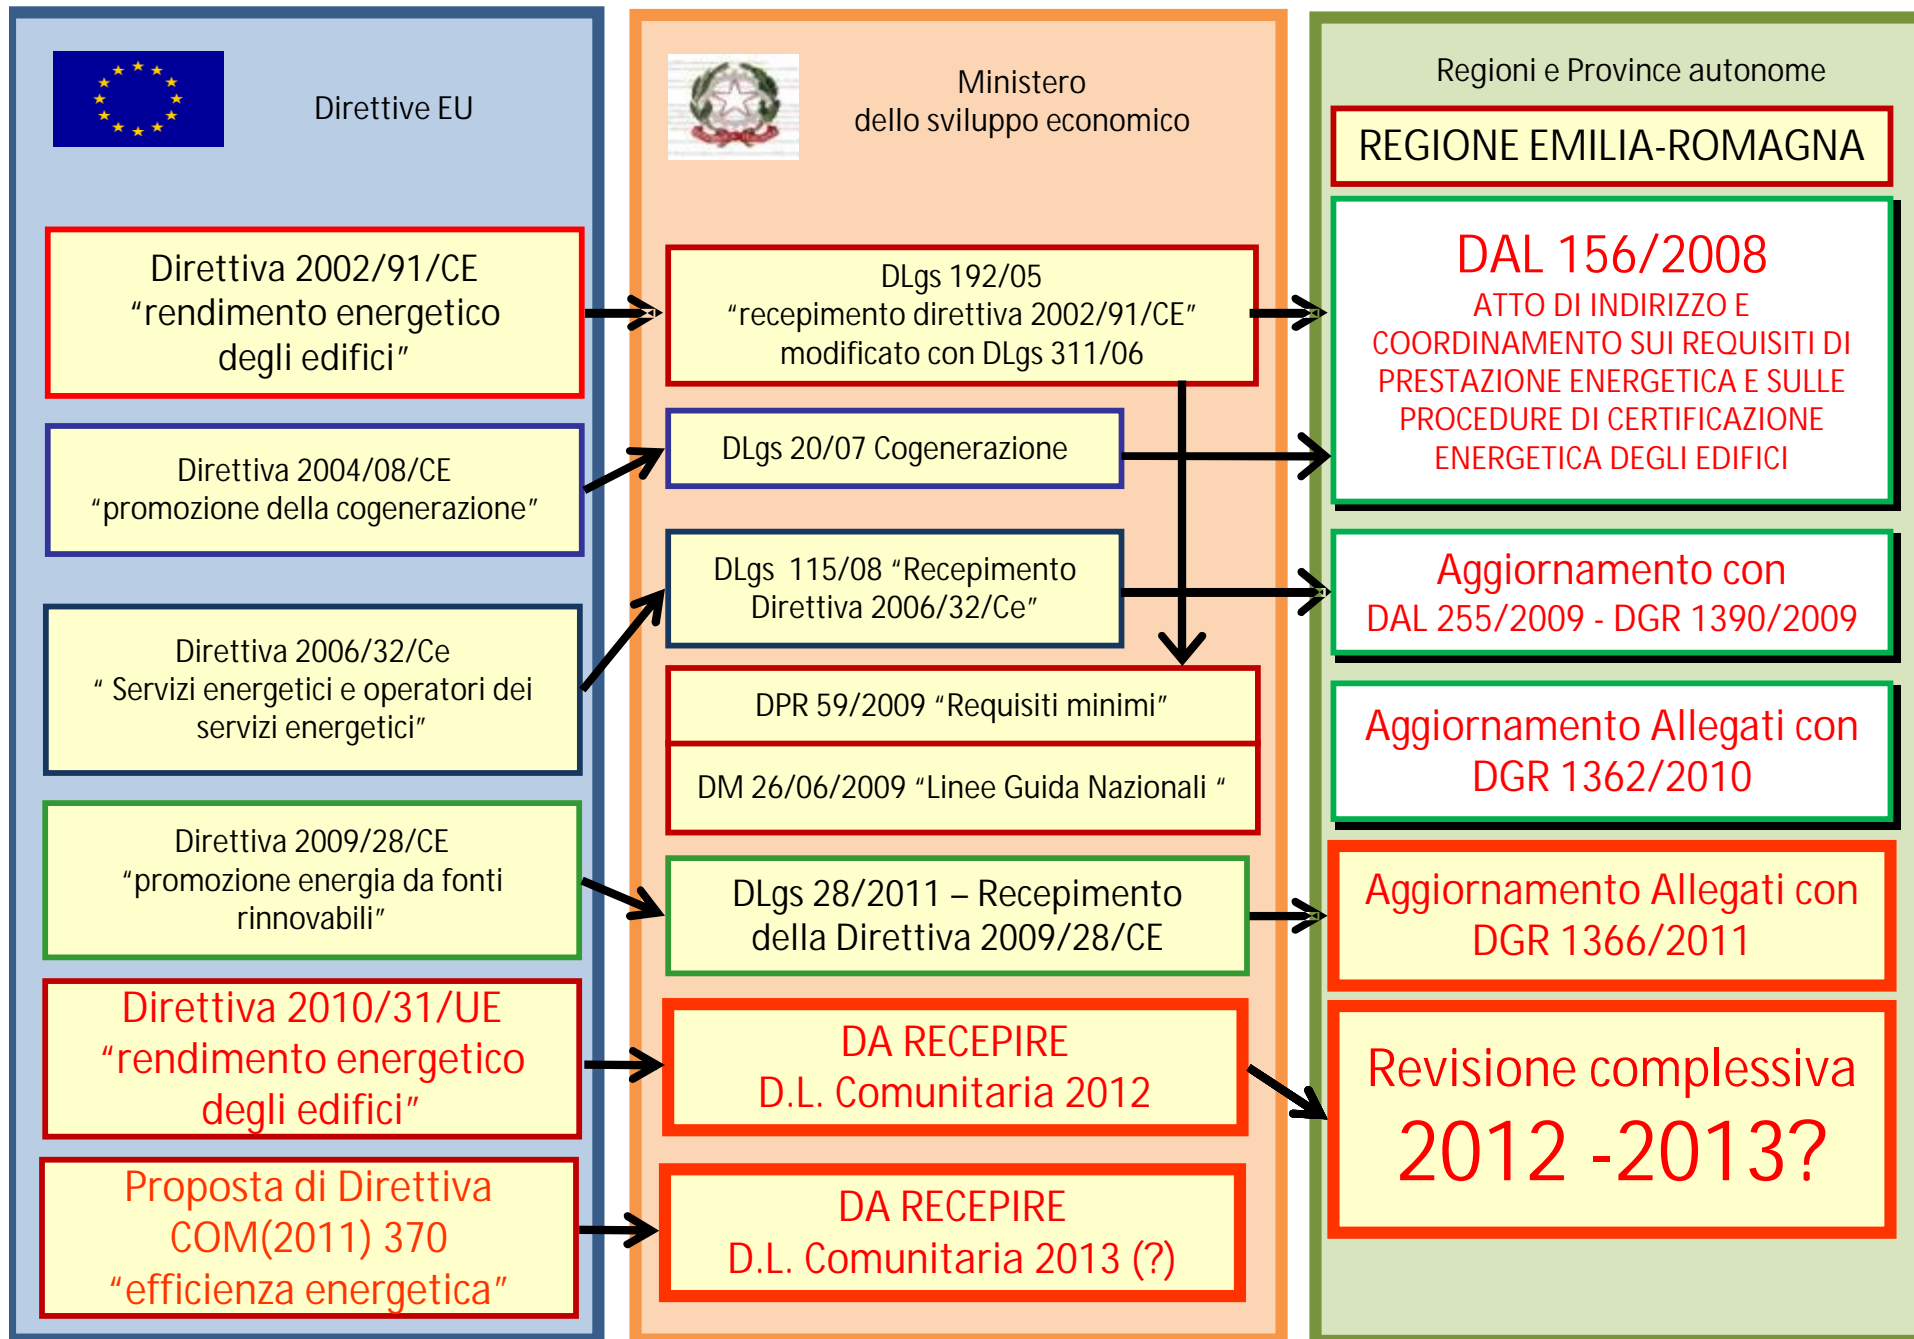 Direttive EU
Direttiva 2002/91/CE
“rendimento energetico
degli edifici”
Direttiva 2004/08/CE
“promozione della cogenerazione”
Direttiva 2006/32/Ce
“ Servizi energetici e operatori dei
servizi energetici”
Direttiva 2009/28/CE
“promozione energia da fonti
rinnovabili”
Direttiva 2010/31/UE
“rendimento energetico
degli edifici”
Proposta di Direttiva
COM(2011) 370
“efficienza energetica”
Ministero
dello sviluppo economico
DLgs 192/05
“recepimento direttiva 2002/91/CE”
modificato con DLgs 311/06
DLgs 20/07 Cogenerazione
DLgs 115/08 “Recepimento
Direttiva 2006/32/Ce”
DPR 59/2009 “Requisiti minimi”
DM 26/06/2009 “Linee Guida Nazionali “
DLgs 28/2011 – Recepimento
della Direttiva 2009/28/CE
DA RECEPIRE
D.L. Comunitaria 2012
DA RECEPIRE
D.L. Comunitaria 2013 (?)
Regioni e Province autonome
REGIONE EMILIA-ROMAGNA
DAL 156/2008
ATTO DI INDIRIZZO E
COORDINAMENTO SUI REQUISITI DI
PRESTAZIONE ENERGETICA E SULLE
PROCEDURE DI CERTIFICAZIONE
ENERGETICA DEGLI EDIFICI
Aggiornamento con
DAL 255/2009 - DGR 1390/2009
Aggiornamento Allegati con
DGR 1362/2010
Aggiornamento Allegati con
DGR 1366/2011
Revisione complessiva
2012 -2013?